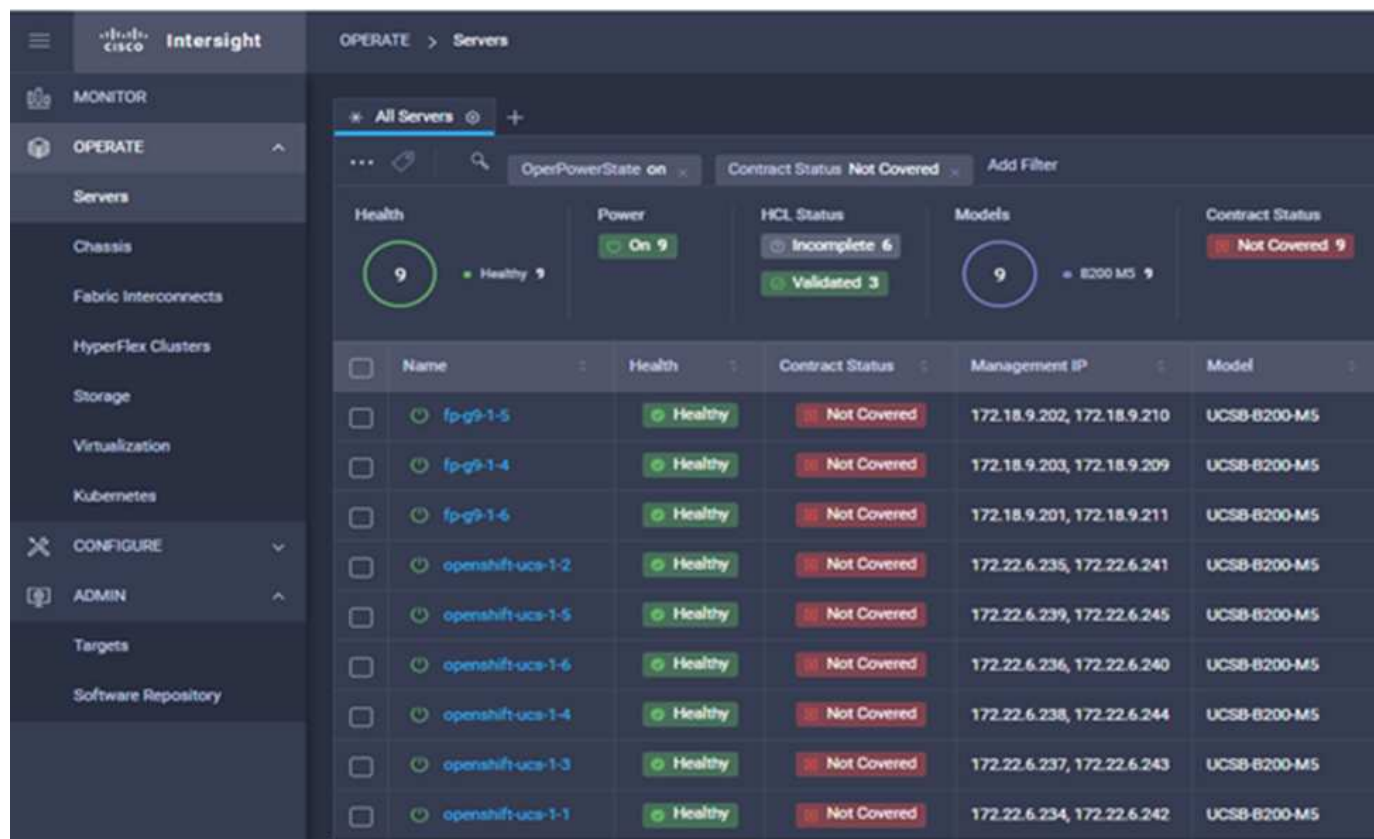 cisco Intersight
OPERATE > Servers
MONITOR
OPERATE
Servers
Chassis
Fabric Interconnects
HyperFlex Clusters
Storage
Virtualization
Kubernetes
CONFIGURE
ADMIN
Targets
Software Repository
All Servers
OperPowerState on
Contract Status Not Covered
Add Filter
Health
9
Healthy 9
Power
On 9
HCL Status
Incomplete 6
Validated 3
Models
9
B200 M5 9
Contract Status
Not Covered 9
Name Health Contract Status Management IP Model
fp-g9-1-5 Healthy Not Covered 172.18.9.202, 172.18.9.210 UCSB-B200-M5
fp-g9-1-4 Healthy Not Covered 172.18.9.203, 172.18.9.209 UCSB-B200-M5
fp-g9-1-6 Healthy Not Covered 172.18.9.201, 172.18.9.211 UCSB-B200-M5
openshift-ucs-1-2 Healthy Not Covered 172.22.6.235, 172.22.6.241 UCSB-B200-M5
openshift-ucs-1-5 Healthy Not Covered 172.22.6.239, 172.22.6.245 UCSB-B200-M5
openshift-ucs-1-6 Healthy Not Covered 172.22.6.236, 172.22.6.240 UCSB-B200-M5
openshift-ucs-1-4 Healthy Not Covered 172.22.6.238, 172.22.6.244 UCSB-B200-M5
openshift-ucs-1-3 Healthy Not Covered 172.22.6.237, 172.22.6.243 UCSB-B200-M5
openshift-ucs-1-1 Healthy Not Covered 172.22.6.234, 172.22.6.242 UCSB-B200-M5